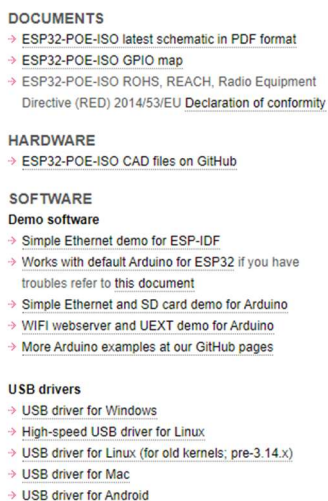 DOCUMENTS
ESP32-POE-ISO latest schematic in PDF format
ESP32-POE-ISO GPIO map
ESP32-POE-ISO ROHS, REACH, Radio Equipment
Directive (RED) 2014/53/EU Declaration of conformity
HARDWARE
ESP32-POE-ISO CAD files on GitHub
SOFTWARE
Demo software
Simple Ethernet demo for ESP-IDF
Works with default Arduino for ESP32 if you have
troubles refer to this document
Simple Ethernet and SD card demo for Arduino
WIFI webserver and UEXT demo for Arduino
More Arduino examples at our GitHub pages
USB drivers
USB driver for Windows
High-speed USB driver for Linux
USB driver for Linux (for old kernels; pre-3.14.x)
USB driver for Mac
USB driver for Android